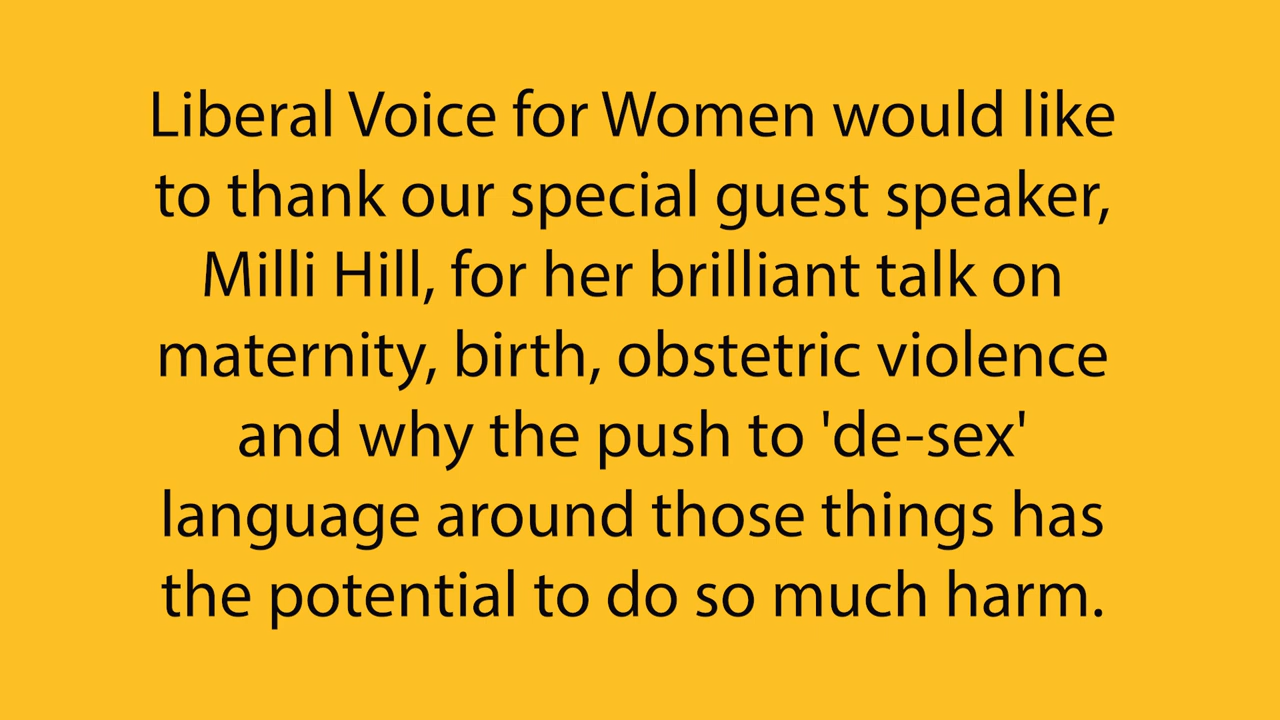 Liberal Voice for Women would like
to thank our special guest speaker,
Milli Hill, for her brilliant talk on
maternity, birth, obstetric violence
and why the push to 'de-sex'
language around those things has
the potential to do so much harm.